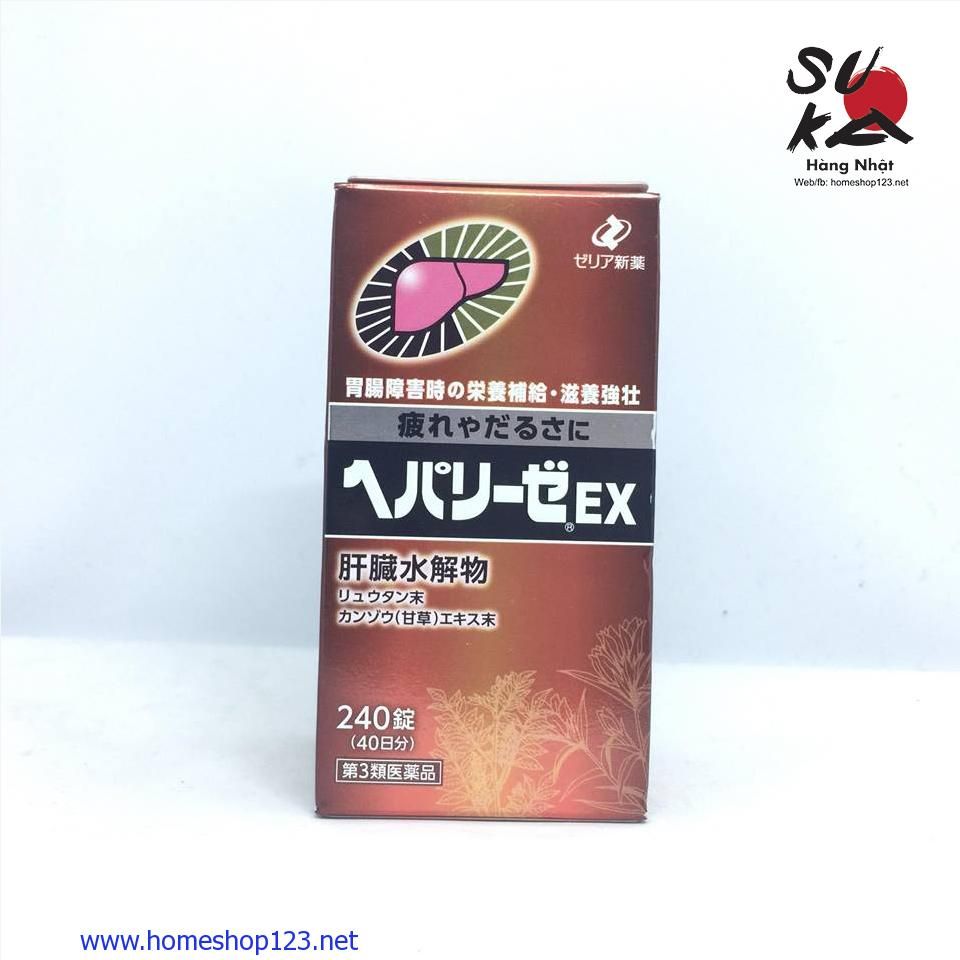 SU
KA
Hàng Nhật
Web/fb: homeshop123.net
ゼリア新薬
胃腸障害時の栄養補給・滋養強壮
疲れやだるさに
ヘパリーゼ®EX
肝臓水解物
リュウタン末
カンゾウ(甘草)エキス末
240錠
(40日分)
第3類医薬品
www.homeshop123.net